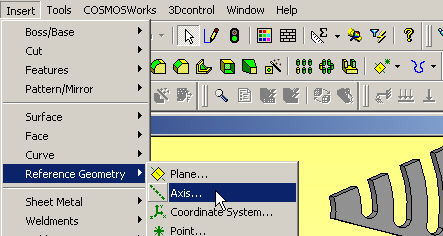 Insert Tools COSMOSWorks 3Dcontrol Window Help
Boss/Base
Cut
Features
Pattern/Mirror
Surface
Face
Curve
Reference Geometry
Plane...
Axis...
Sheet Metal
Coordinate System...
Weldments
Point...